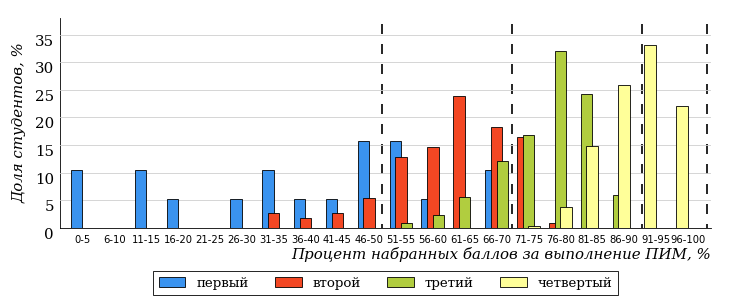 Доля студентов, %
35
30
25
20
15
10
5
0
0-5 6-10 11-15 16-20 21-25 26-30 31-35 36-40 41-45 46-50 51-55 56-60 61-65 66-70 71-75 76-80 81-85 86-90 91-95 96-100
Процент набранных баллов за выполнение ПИМ, %
первый второй третий четвертый